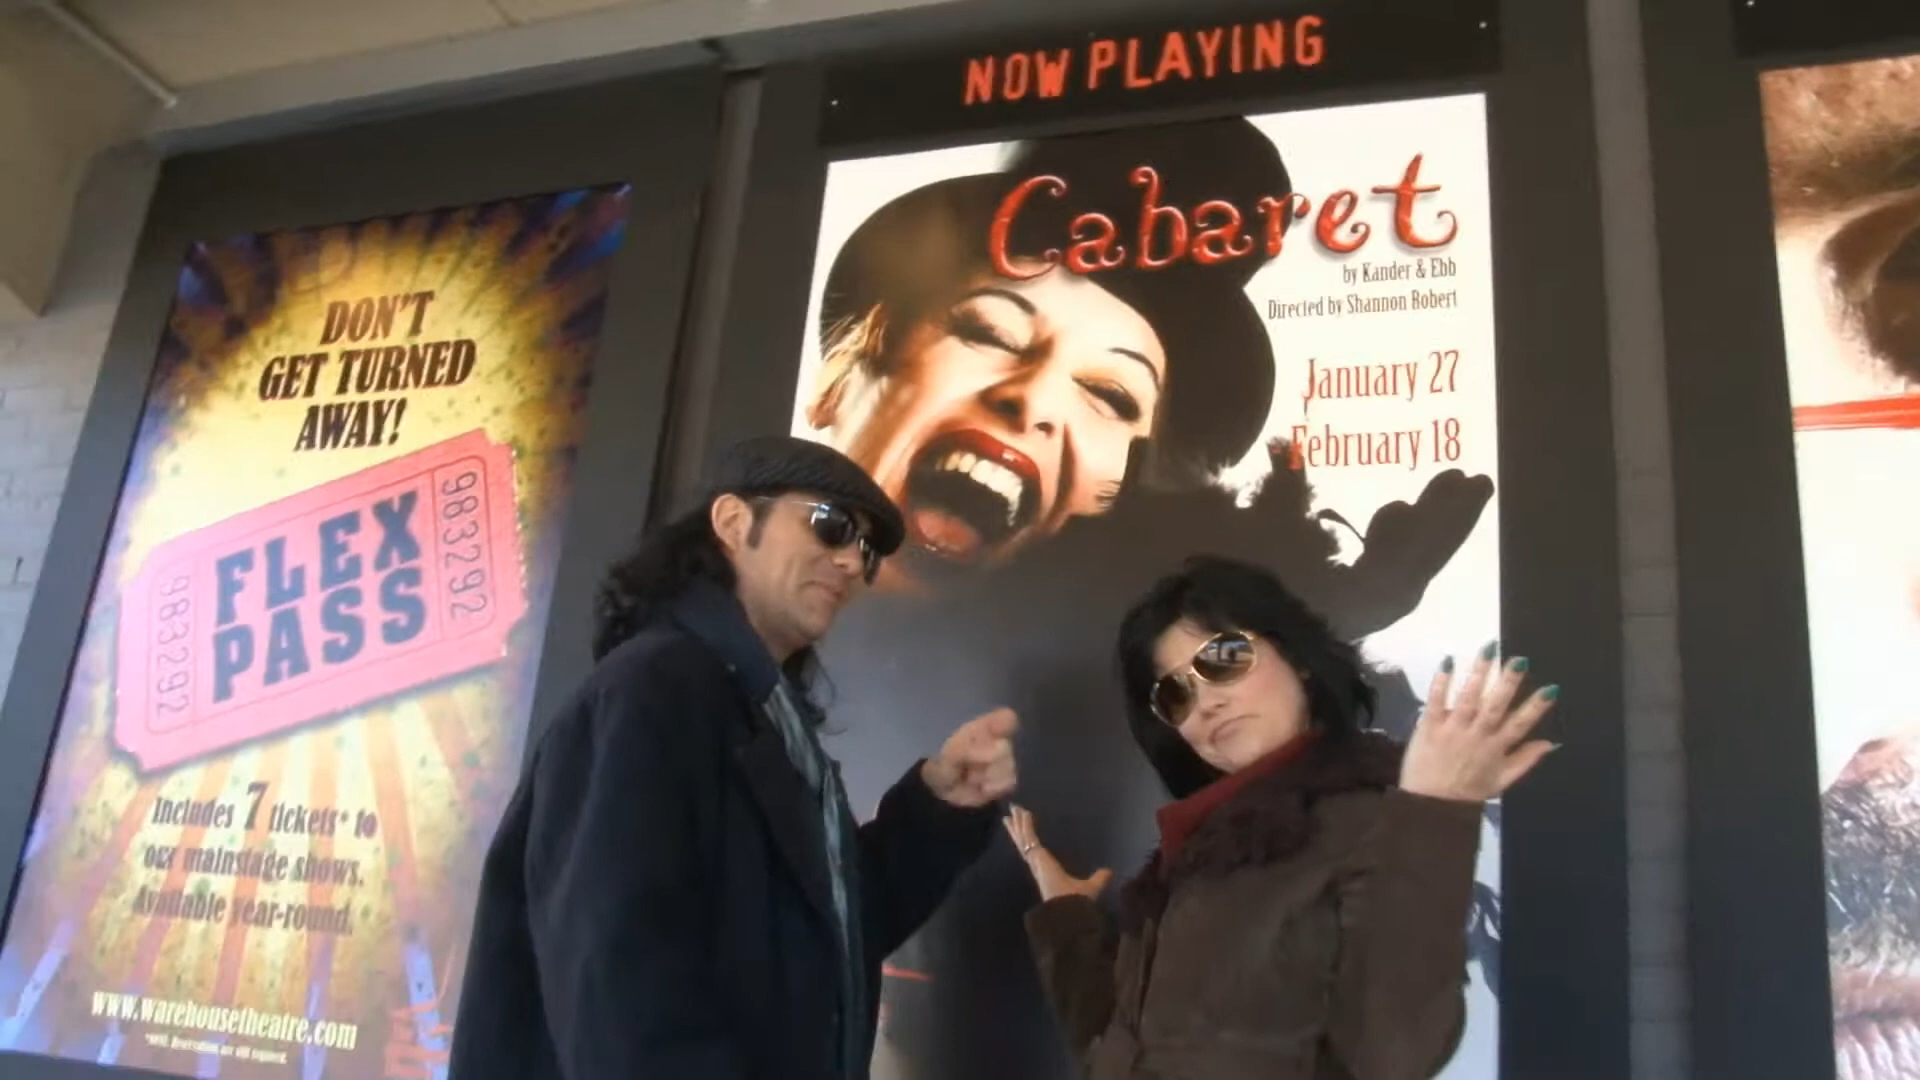 DON'T
GET TURNED
AWAY!
FLEX
PASS
983292
983292
Includes 7 tickets* to
our mainstage shows.
Available year-round.
www.warehousetheatre.com
NOW PLAYING
Cabaret
by Kander & Ebb
Directed by Shannon Robert
January 27
February 18